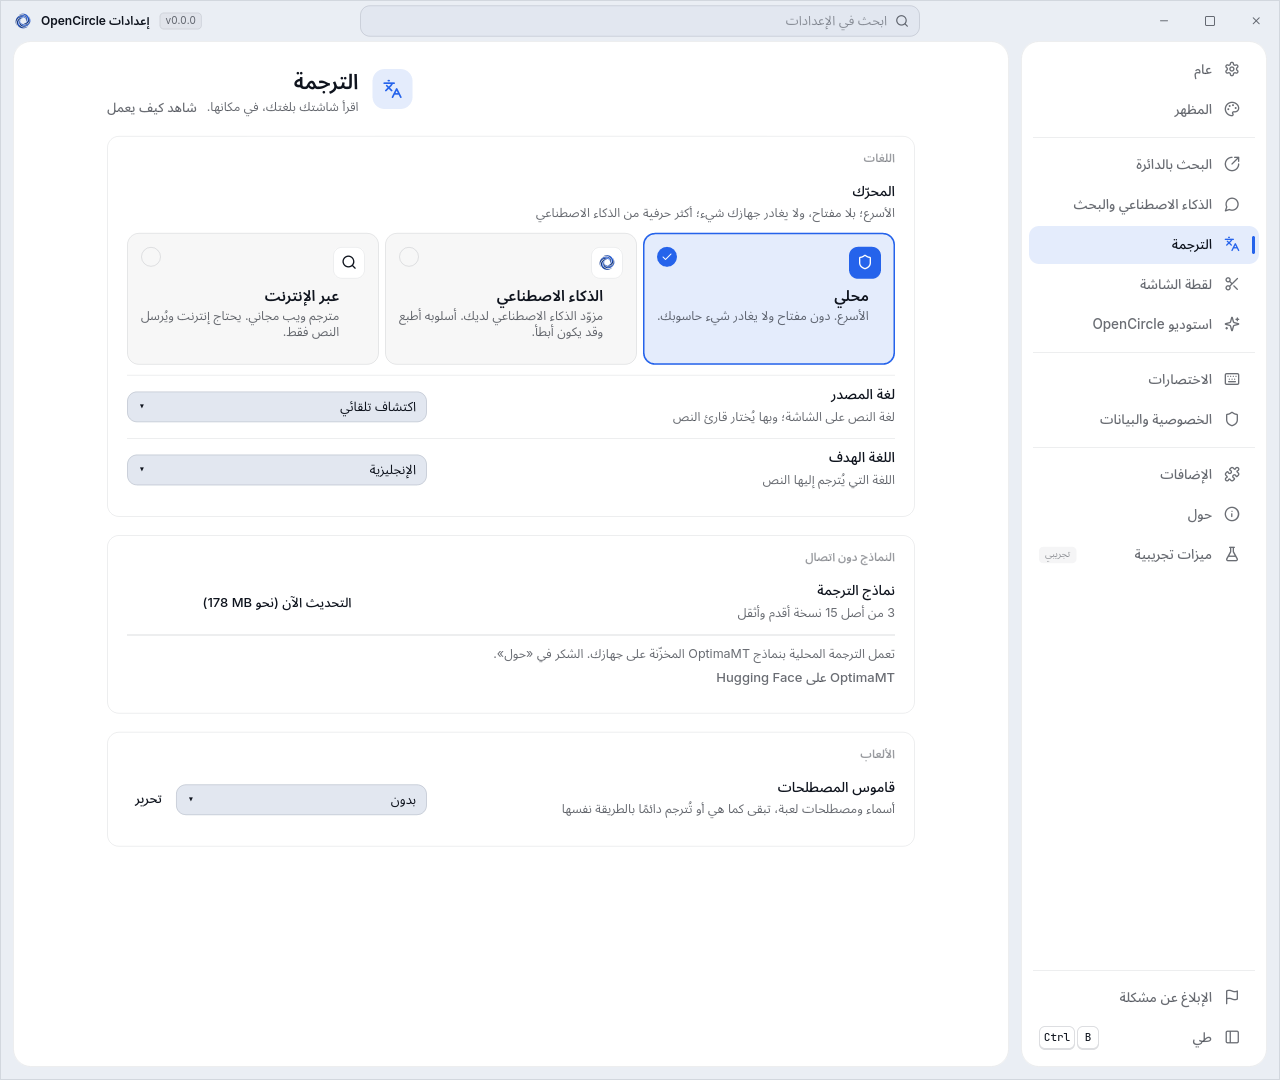 إعدادات OpenCircle
v0.0.0
ابحث في الإعدادات
عام
المظهر
البحث بالدائرة
الذكاء الاصطناعي والبحث
الترجمة
لقطة الشاشة
استوديو OpenCircle
الاختصارات
الخصوصية والبيانات
الإضافات
حول
ميزات تجريبية
تجريبي
الإبلاغ عن مشكلة
طي
Ctrl B
الترجمة
اقرأ شاشتك بلغتك، في مكانها. شاهد كيف يعمل
اللغات
المحرّك
الأسرع؛ بلا مفتاح، ولا يغادر جهازك شيء؛ أكثر حرفية من الذكاء الاصطناعي
محلي
الأسرع. دون مفتاح ولا يغادر شيء حاسوبك.
الذكاء الاصطناعي
مزوّد الذكاء الاصطناعي لديك. أسلوبه أطبع
وقد يكون أبطأ.
عبر الإنترنت
مترجم ويب مجاني. يحتاج إنترنت ويُرسل
النص فقط.
لغة المصدر
لغة النص على الشاشة؛ وبها يُختار قارئ النص
اكتشاف تلقائي
اللغة الهدف
اللغة التي يُترجم إليها النص
الإنجليزية
النماذج دون اتصال
نماذج الترجمة
3 من أصل 15 نسخة أقدم وأثقل
التحديث الآن (نحو 178 MB)
تعمل الترجمة المحلية بنماذج OptimaMT المخزّنة على جهازك. الشكر في «حول».
OptimaMT على Hugging Face
الألعاب
قاموس المصطلحات
أسماء ومصطلحات لعبة، تبقى كما هي أو تُترجم دائمًا بالطريقة نفسها
بدون
تحرير